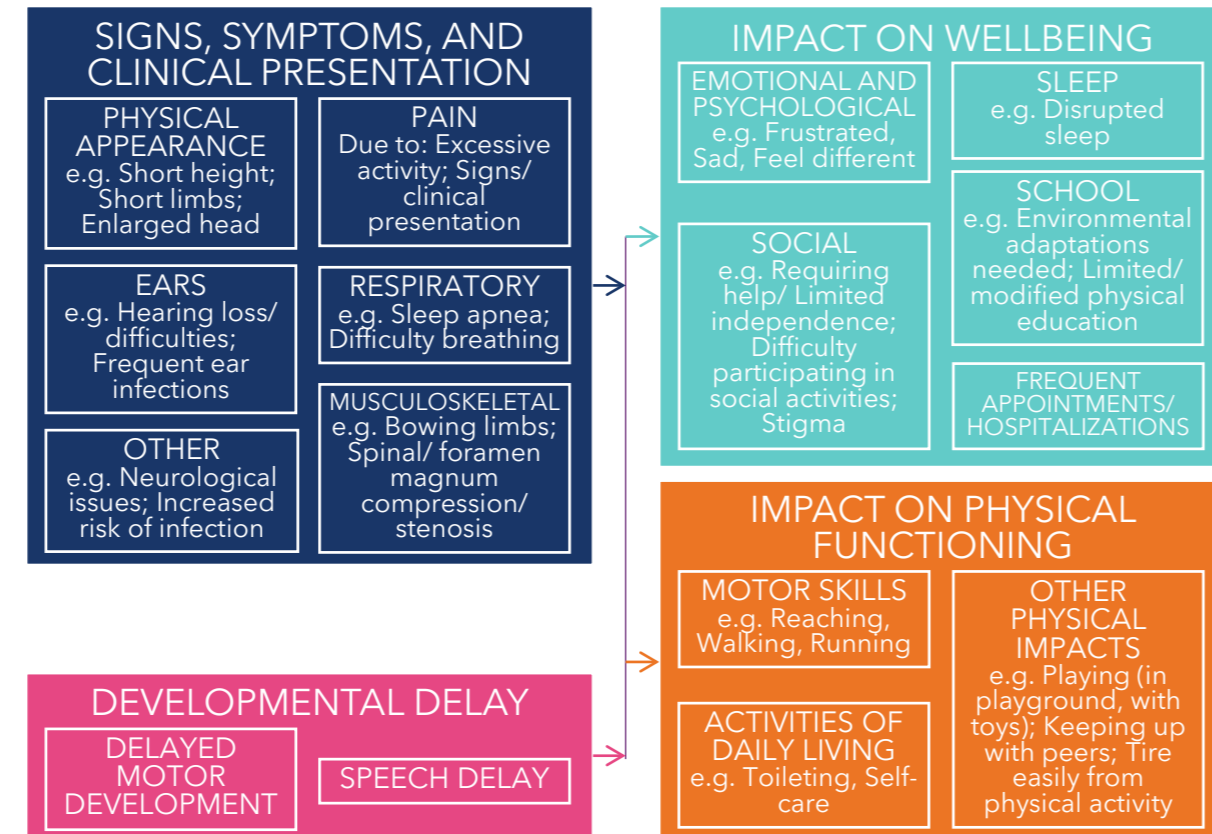 SIGNS, SYMPTOMS, AND
CLINICAL PRESENTATION
PHYSICAL
APPEARANCE
e.g. Short height;
Short limbs;
Enlarged head
PAIN
Due to: Excessive
activity; Signs/
clinical
presentation
EARS
e.g. Hearing loss/
difficulties;
Frequent ear
infections
RESPIRATORY
e.g. Sleep apnea;
Difficulty breathing
OTHER
e.g. Neurological
issues; Increased
risk of infection
MUSCULOSKELETAL
e.g. Bowing limbs;
Spinal/ foramen
magnum
compression/
stenosis
DEVELOPMENTAL DELAY
DELAYED
MOTOR
DEVELOPMENT
SPEECH DELAY
IMPACT ON WELLBEING
EMOTIONAL AND
PSYCHOLOGICAL
e.g. Frustrated,
Sad, Feel different
SLEEP
e.g. Disrupted
sleep
SOCIAL
e.g. Requiring
help/ Limited
independence;
Difficulty
participating in
social activities;
Stigma
SCHOOL
e.g. Environmental
adaptations
needed; Limited/
modified physical
education
FREQUENT
APPOINTMENTS/
HOSPITALIZATIONS
IMPACT ON PHYSICAL
FUNCTIONING
MOTOR SKILLS
e.g. Reaching,
Walking, Running
ACTIVITIES OF
DAILY LIVING
e.g. Toileting, Self-
care
OTHER
PHYSICAL
IMPACTS
e.g. Playing (in
playground, with
toys); Keeping up
with peers; Tire
easily from
physical activity